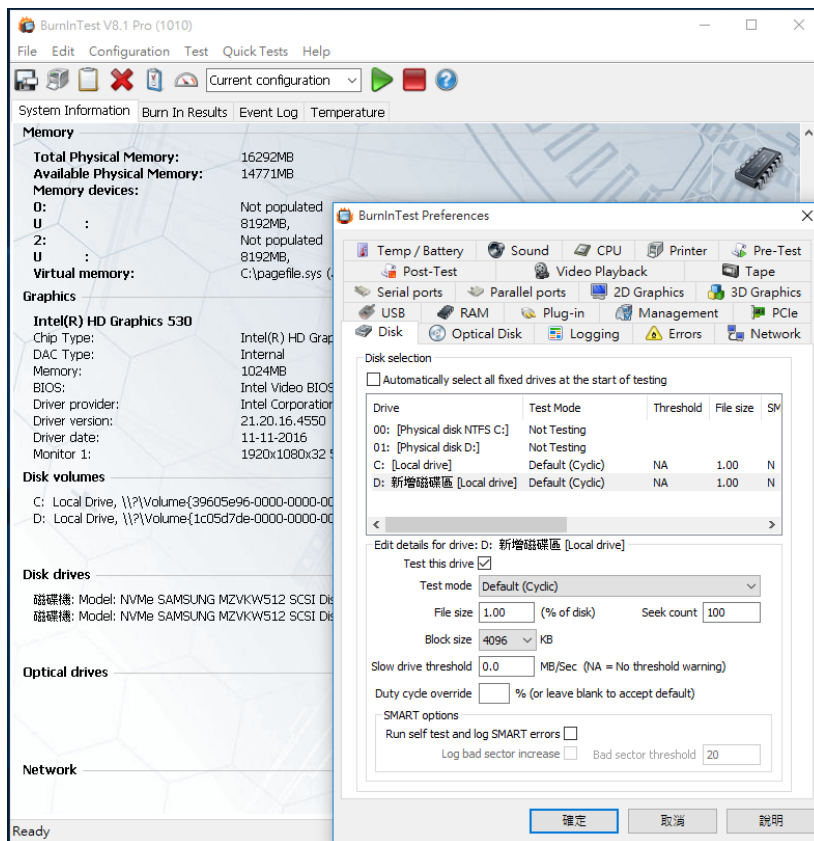 BurnInTest V8.1 Pro (1010)
File Edit Configuration Test Quick Tests Help
Current configuration
System Information Burn In Results Event Log Temperature
Memory
Total Physical Memory: 16292MB
Available Physical Memory: 14771MB
Memory devices:
0: Not populated
U : 8192MB,
2: Not populated
U : 8192MB,
Virtual memory: C:\pagefile.sys (.
Graphics
Intel(R) HD Graphics 530
Chip Type: Intel(R) HD Grap
DAC Type: Internal
Memory: 1024MB
BIOS: Intel Video BIOS
Driver provider: Intel Corporation
Driver version: 21.20.16.4550
Driver date: 11-11-2016
Monitor 1: 1920x1080x32
Disk volumes
C: Local Drive, \\?\Volume{39605e96-0000-0000-00
D: Local Drive, \\?\Volume{1c05d7de-0000-0000-00
Disk drives
磁碟機: Model: NVMe SAMSUNG MZVKW512 SCSI Dis
磁碟機: Model: NVMe SAMSUNG MZVKW512 SCSI Dis
Optical drives
Network
Ready
BurnInTest Preferences
Temp / Battery Sound CPU Printer Pre-Test
Post-Test Video Playback Tape
Serial ports Parallel ports 2D Graphics 3D Graphics
USB RAM Plug-in Management PCIe
Disk Optical Disk Logging Errors Network
Disk selection
Automatically select all fixed drives at the start of testing
Drive Test Mode Threshold File size SM
00: [Physical disk NTFS C:] Not Testing
01: [Physical disk D:] Not Testing
C: [Local drive] Default (Cyclic) NA 1.00 N
D: 新增磁碟區 [Local drive] Default (Cyclic) NA 1.00 N
Edit details for drive: D: 新增磁碟區 [Local drive]
Test this drive
Test mode Default (Cyclic)
File size 1.00 (% of disk) Seek count 100
Block size 4096 KB
Slow drive threshold 0.0 MB/Sec (NA = No threshold warning)
Duty cycle override % (or leave blank to accept default)
SMART options
Run self test and log SMART errors
Log bad sector increase Bad sector threshold 20
確定 取消 說明